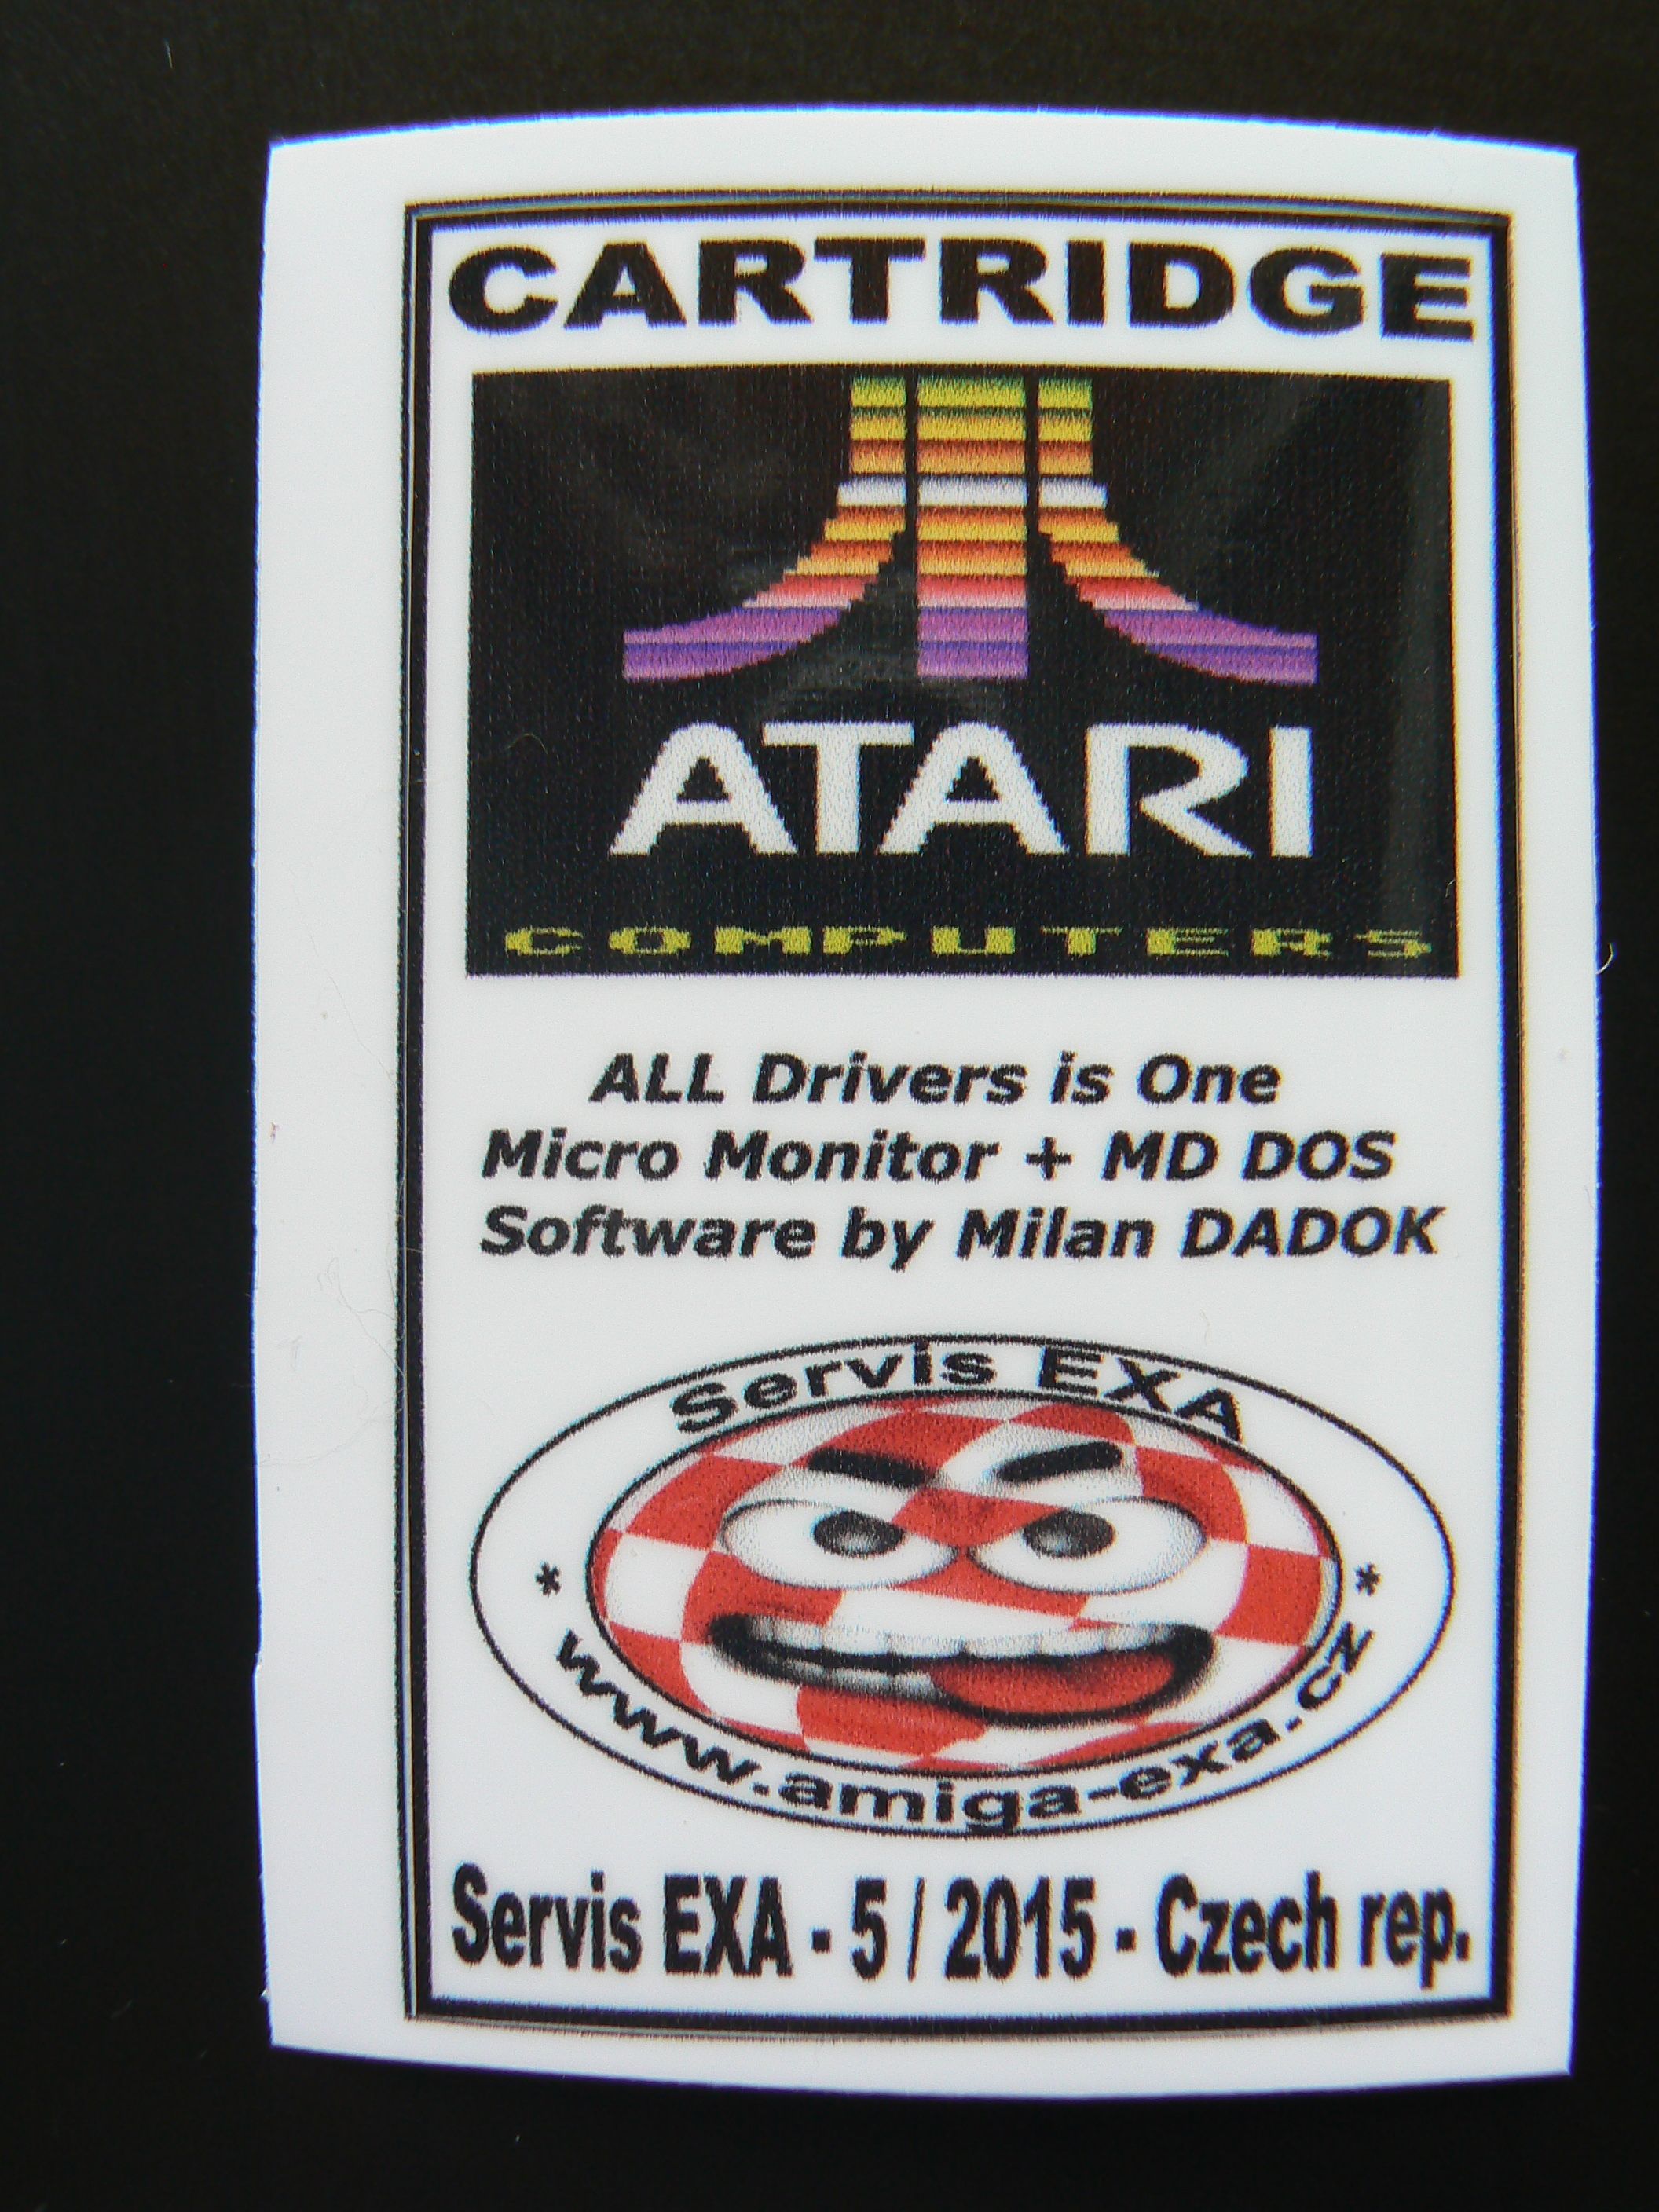 CARTRIDGE
ATARI
COMPUTERS
ALL Drivers is One
Micro Monitor + MD DOS
Software by Milan DADOK
Servis EXA
* www.amiga-exa.cz *
Servis EXA - 5 / 2015 - Czech rep.